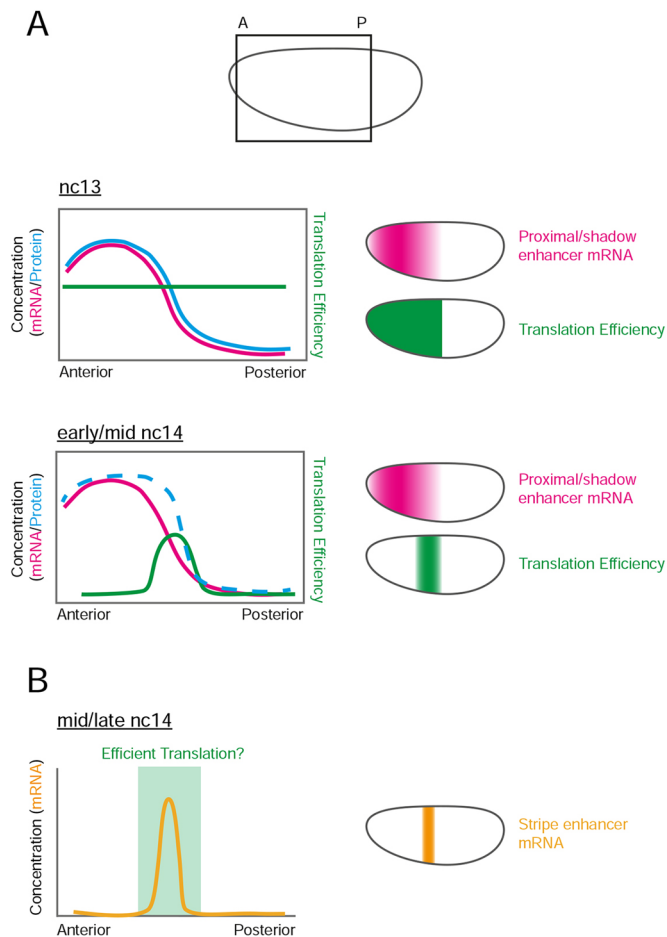 A
A P
nc13
Concentration
(mRNA/Protein)
Translation Efficiency
Anterior Posterior
Proximal/shadow
enhancer mRNA
Translation Efficiency
early/mid nc14
Concentration
(mRNA/Protein)
Translation Efficiency
Anterior Posterior
Proximal/shadow
enhancer mRNA
Translation Efficiency
B
mid/late nc14
Efficient Translation?
Concentration (mRNA)
Anterior Posterior
Stripe enhancer
mRNA